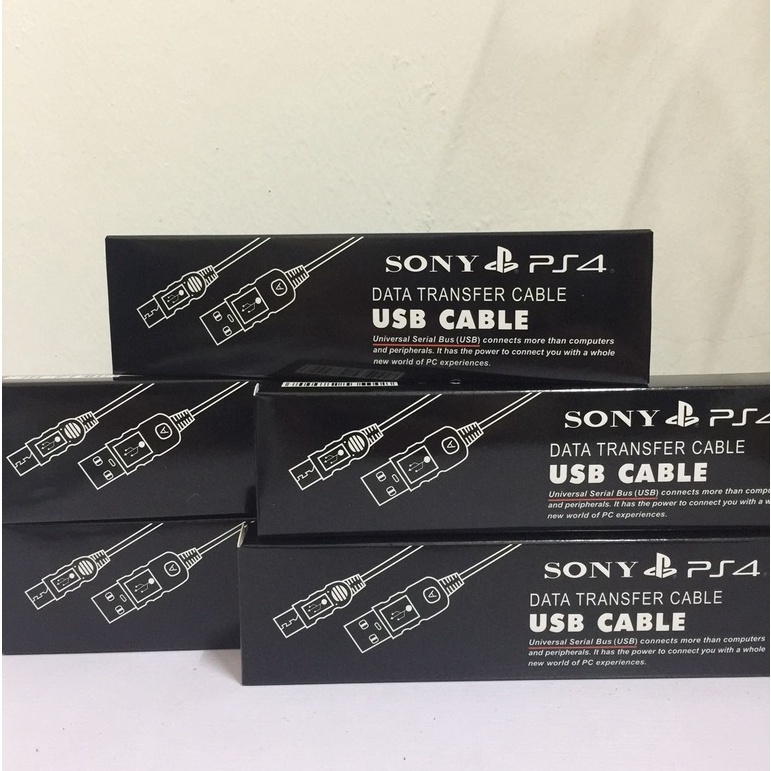 SONY PS4
DATA TRANSFER CABLE
USB CABLE
Universal Serial Bus (USB) connects more than computers
and peripherals. It has the power to connect you with a whole
new world of PC experiences.
SONY PS4
DATA TRANSFER CABLE
USB CABLE
Universal Serial Bus (USB) connects more than compu
and peripherals. It has the power to connect you with a w
new world of PC experiences.
SONY PS4
DATA TRANSFER CABLE
USB CABLE
Universal Serial Bus (USB) connects more than computers
and peripherals. It has the power to connect you with a whole
new world of PC experiences.